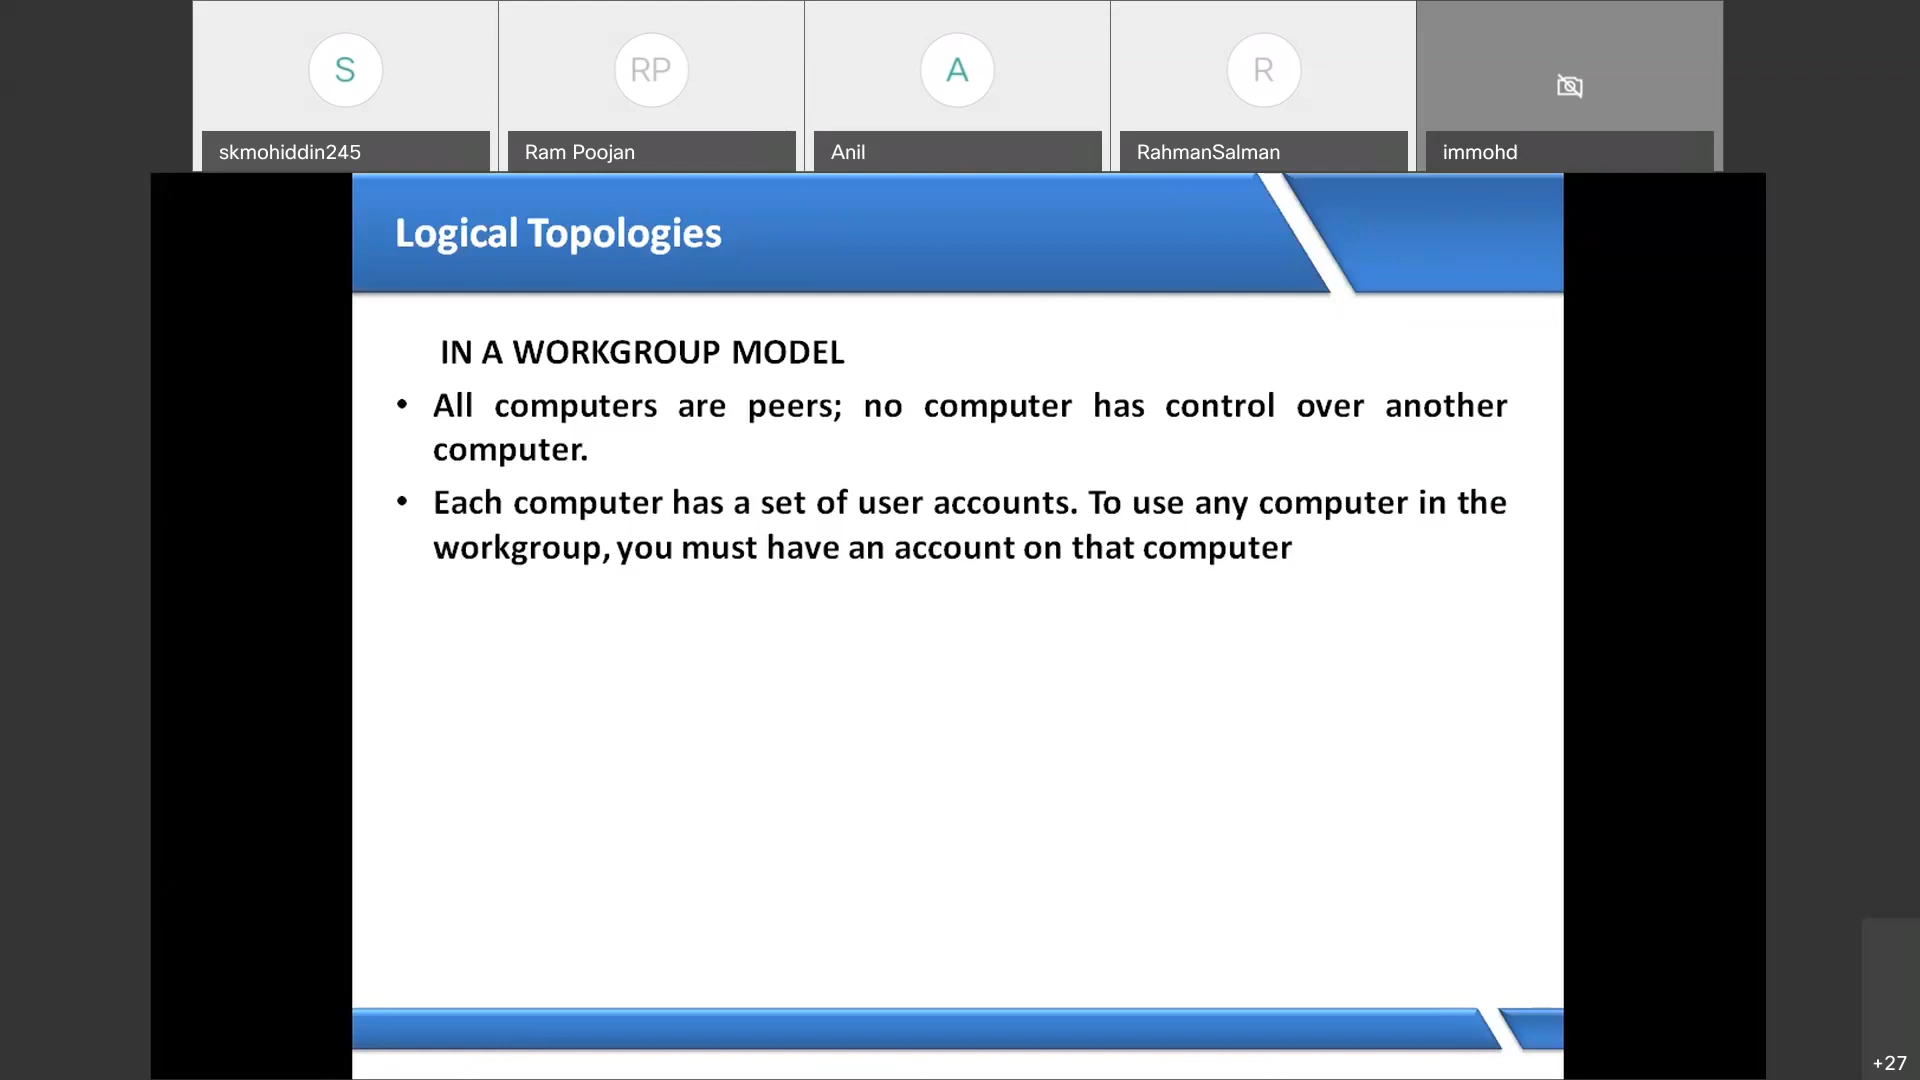 S
RP
A
R
skmohiddin245
Ram Poojan
Anil
RahmanSalman
immohd
Logical Topologies
IN A WORKGROUP MODEL
• All computers are peers; no computer has control over another
computer.
• Each computer has a set of user accounts. To use any computer in the
workgroup, you must have an account on that computer
+27